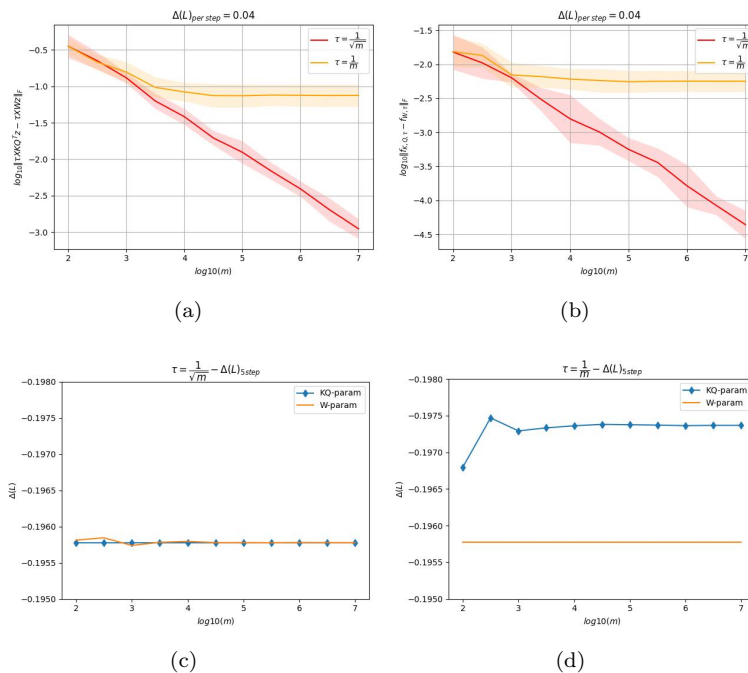 Δ(L)_{per step} = 0.04
τ = 1/√m
τ = 1/m
log₁₀‖τXKQᵀz − τXWz‖_F
-0.5
-1.0
-1.5
-2.0
-2.5
-3.0
2 3 4 5 6 7
log10(m)
(a)
Δ(L)_{per step} = 0.04
τ = 1/√m
τ = 1/m
log₁₀‖f_{K,Q,τ} − f_{W,τ}‖_F
-1.5
-2.0
-2.5
-3.0
-3.5
-4.0
-4.5
2 3 4 5 6 7
log10(m)
(b)
τ = 1/√m − Δ(L)_{5step}
KQ-param
W-param
Δ(L)
-0.1980
-0.1975
-0.1970
-0.1965
-0.1960
-0.1955
-0.1950
2 3 4 5 6 7
log10(m)
(c)
τ = 1/m − Δ(L)_{5step}
KQ-param
W-param
Δ(L)
-0.1980
-0.1975
-0.1970
-0.1965
-0.1960
-0.1955
-0.1950
2 3 4 5 6 7
log10(m)
(d)